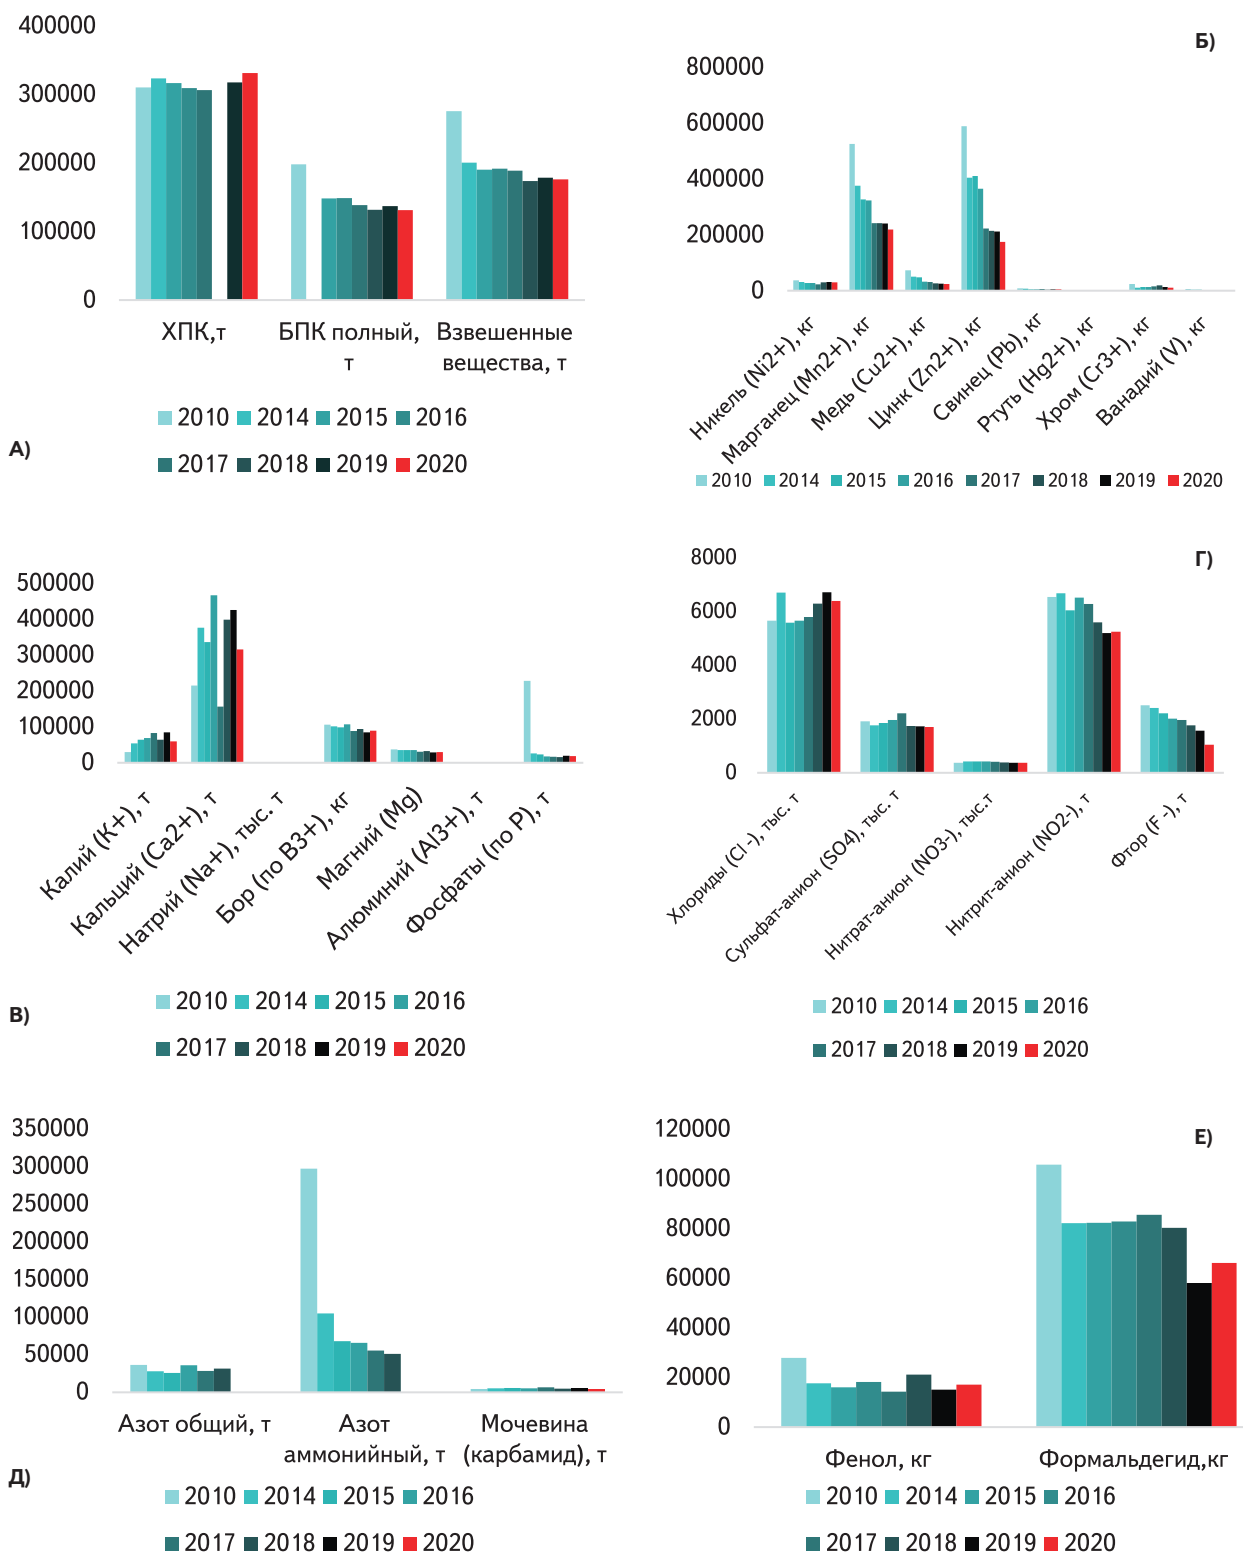 400000
300000
200000
100000
0
ХПК,т
БПК полный,
т
Взвешенные
вещества, т
2010 2014 2015 2016
2017 2018 2019 2020
А)
Б)
800000
600000
400000
200000
0
Никель (Ni2+), кг
Марганец (Mn2+), кг
Медь (Cu2+), кг
Цинк (Zn2+), кг
Свинец (Pb), кг
Ртуть (Hg2+), кг
Хром (Cr3+), кг
Ванадий (V), кг
2010 2014 2015 2016 2017 2018 2019 2020
500000
400000
300000
200000
100000
0
Калий (K+), т
Кальций (Ca2+), т
Натрий (Na+), тыс. т
Бор (по B3+), кг
Магний (Mg)
Алюминий (Al3+), т
Фосфаты (по P), т
2010 2014 2015 2016
2017 2018 2019 2020
В)
Г)
8000
6000
4000
2000
0
Хлориды (Cl -), тыс. т
Сульфат-анион (SO4), тыс. т
Нитрат-анион (NO3-), тыс.т
Нитрит-анион (NO2-), т
Фтор (F -), т
2010 2014 2015 2016
2017 2018 2019 2020
350000
300000
250000
200000
150000
100000
50000
0
Азот общий, т
Азот
аммонийный, т
Мочевина
(карбамид), т
Д)
2010 2014 2015 2016
2017 2018 2019 2020
Е)
120000
100000
80000
60000
40000
20000
0
Фенол, кг
Формальдегид,кг
2010 2014 2015 2016
2017 2018 2019 2020